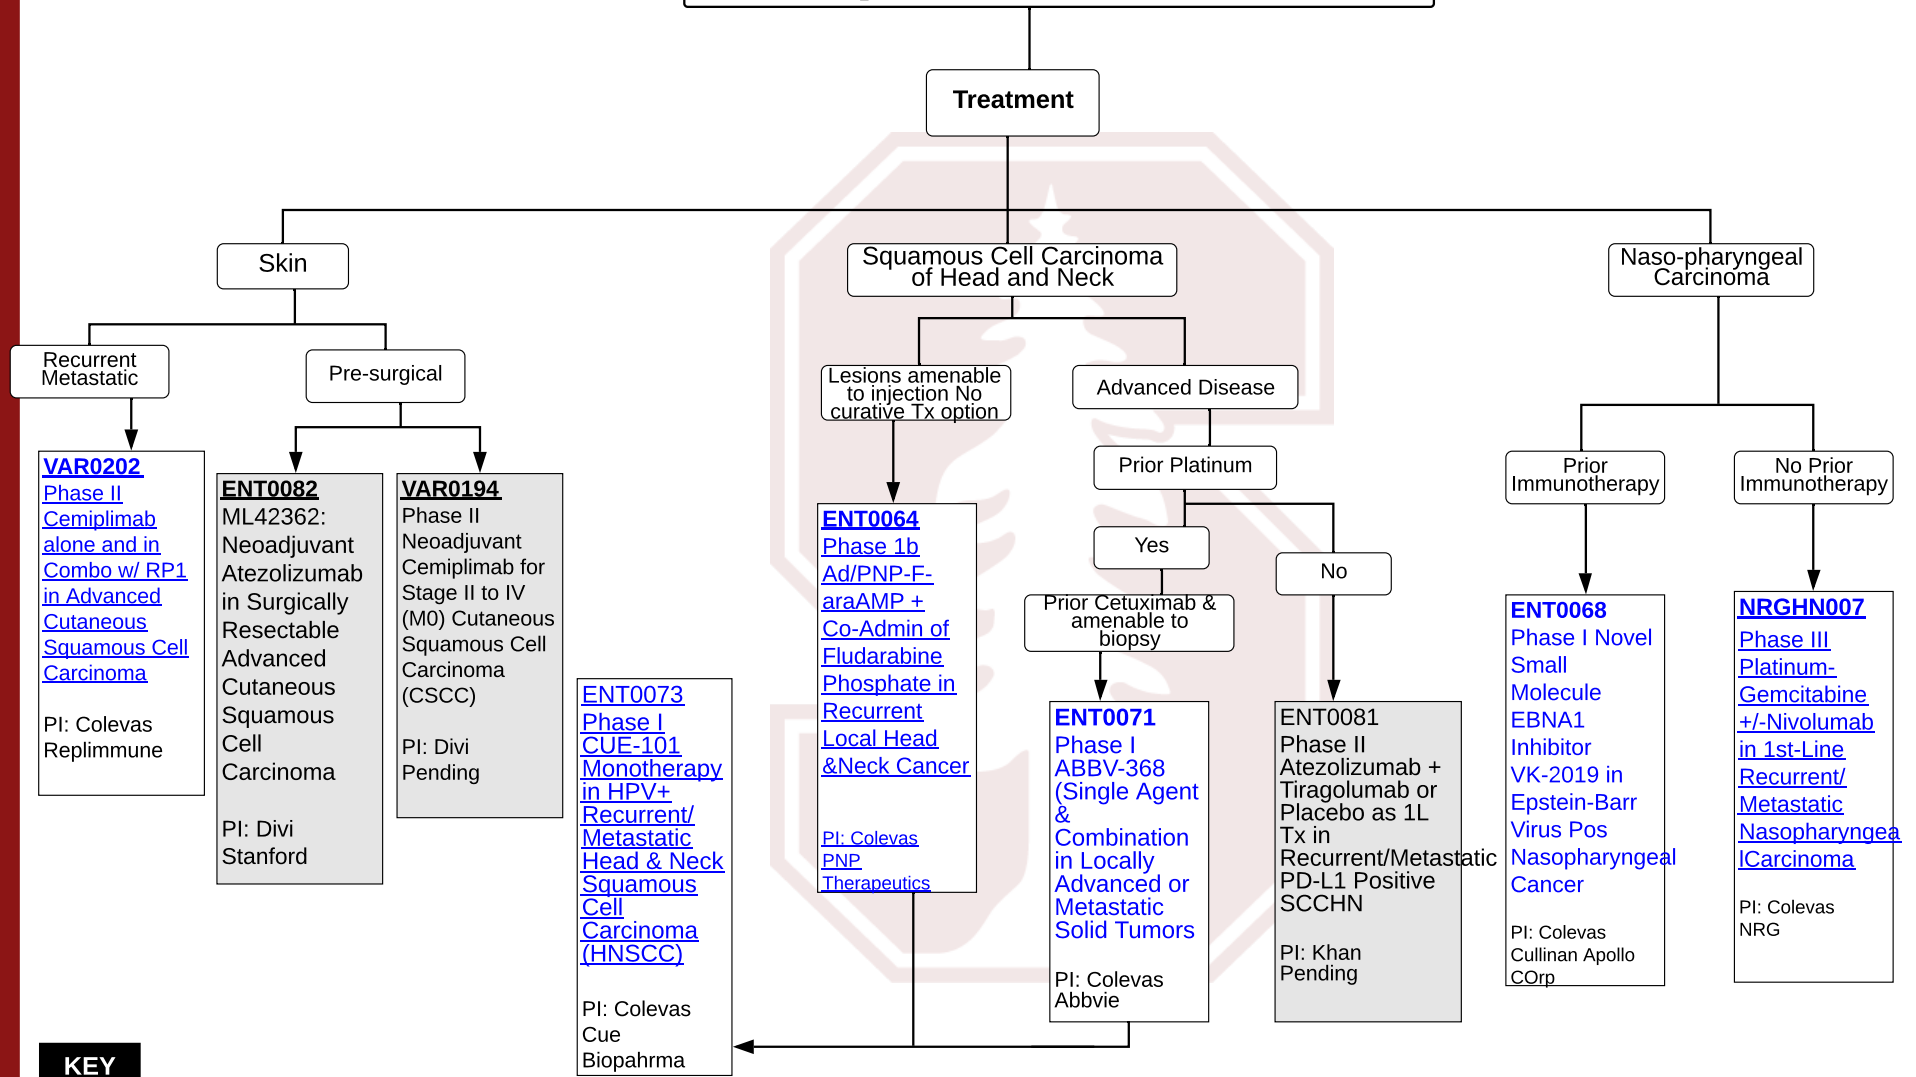 Treatment
Skin
Squamous Cell Carcinoma
of Head and Neck
Naso-pharyngeal
Carcinoma
Recurrent
Metastatic
Pre-surgical
Lesions amenable
to injection No
curative Tx option
Advanced Disease
Prior Platinum
Prior
Immunotherapy
No Prior
Immunotherapy
Yes
No
Prior Cetuximab &
amenable to
biopsy
VAR0202
Phase II
Cemiplimab
alone and in
Combo w/ RP1
in Advanced
Cutaneous
Squamous Cell
Carcinoma
PI: Colevas
Replimmune
ENT0082
ML42362:
Neoadjuvant
Atezolizumab
in Surgically
Resectable
Advanced
Cutaneous
Squamous
Cell
Carcinoma
PI: Divi
Stanford
VAR0194
Phase II
Neoadjuvant
Cemiplimab for
Stage II to IV
(M0) Cutaneous
Squamous Cell
Carcinoma
(CSCC)
PI: Divi
Pending
ENT0073
Phase I
CUE-101
Monotherapy
in HPV+
Recurrent/
Metastatic
Head & Neck
Squamous
Cell
Carcinoma
(HNSCC)
PI: Colevas
Cue
Biopahrma
ENT0064
Phase 1b
Ad/PNP-F-
araAMP +
Co-Admin of
Fludarabine
Phosphate in
Recurrent
Local Head
&Neck Cancer
PI: Colevas
PNP
Therapeutics
ENT0071
Phase I
ABBV-368
(Single Agent
&
Combination
in Locally
Advanced or
Metastatic
Solid Tumors
PI: Colevas
Abbvie
ENT0081
Phase II
Atezolizumab +
Tiragolumab or
Placebo as 1L
Tx in
Recurrent/Metastatic
PD-L1 Positive
SCCHN
PI: Khan
Pending
ENT0068
Phase I Novel
Small
Molecule
EBNA1
Inhibitor
VK-2019 in
Epstein-Barr
Virus Pos
Nasopharyngeal
Cancer
PI: Colevas
Cullinan Apollo
COrp
NRGHN007
Phase III
Platinum-
Gemcitabine
+/-Nivolumab
in 1st-Line
Recurrent/
Metastatic
Nasopharyngea
lCarcinoma
PI: Colevas
NRG
KEY